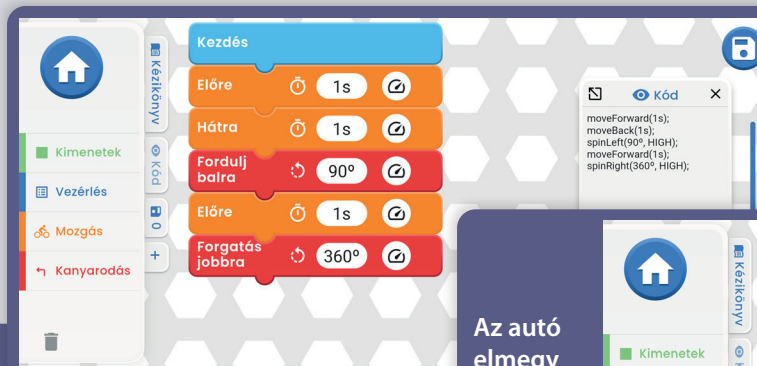 Kézikönyv
Kód
0
+
Kimenetek
Vezérlés
Mozgás
Kanyarodás
Kezdés
Előre 1s
Hátra 1s
Fordulj
balra 90º
Előre 1s
Forgatás
jobbra 360º
Kód
moveForward(1s);
moveBack(1s);
spinLeft(90º, HIGH);
moveForward(1s);
spinRight(360º, HIGH);
Az autó
elmegy
Kézikönyv
Kimenetek